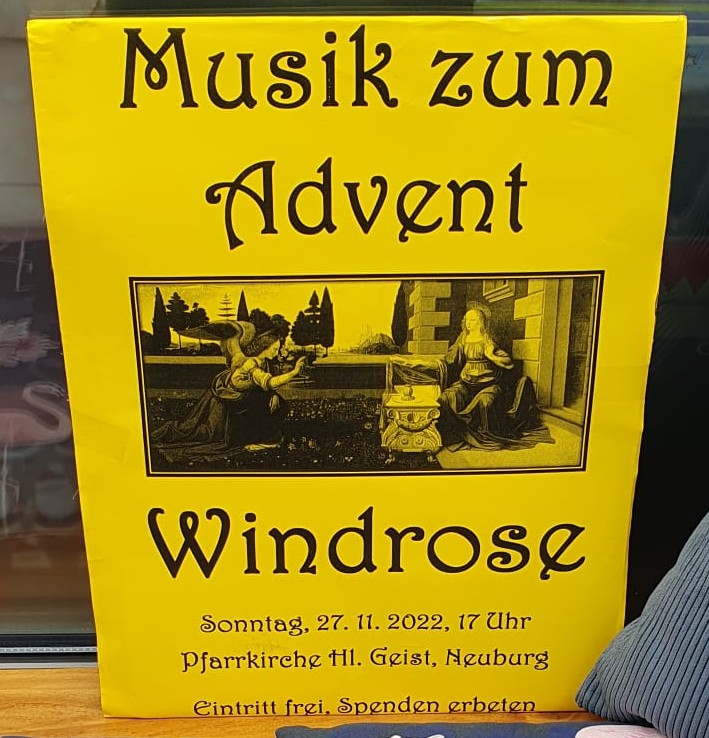 Musik zum
Advent
Windrose
Sonntag, 27. 11. 2022, 17 Uhr
Pfarrkirche Hl. Geist, Neuburg
Eintritt frei, Spenden erbeten